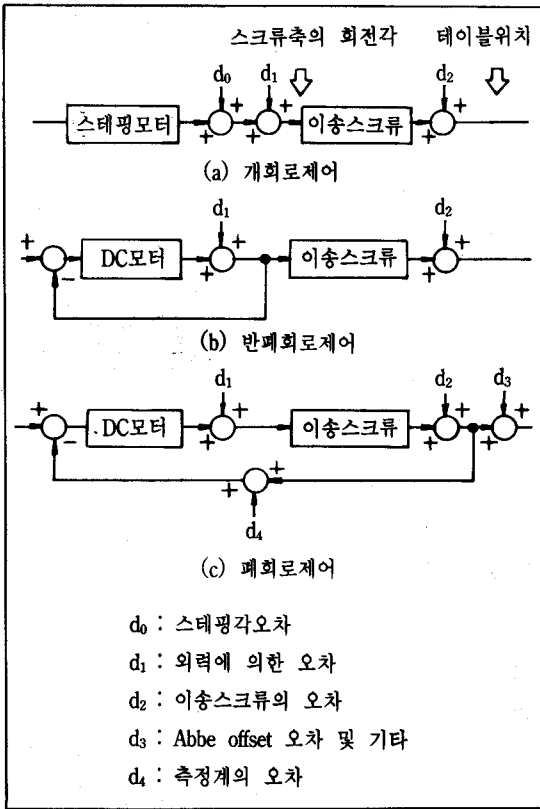 스크류축의 회전각 테이블위치
d₀ d₁ d₂
스테핑모터 + + + + 이송스크류 + +
(a) 개회로제어
d₁ d₂
+ − DC모터 + + 이송스크류 + +
(b) 반폐회로제어
d₁ d₂ d₃
+ − DC모터 + + 이송스크류 + + + +
+ +
d₄
(c) 폐회로제어
d₀ : 스테핑각오차
d₁ : 외력에 의한 오차
d₂ : 이송스크류의 오차
d₃ : Abbe offset 오차 및 기타
d₄ : 측정계의 오차